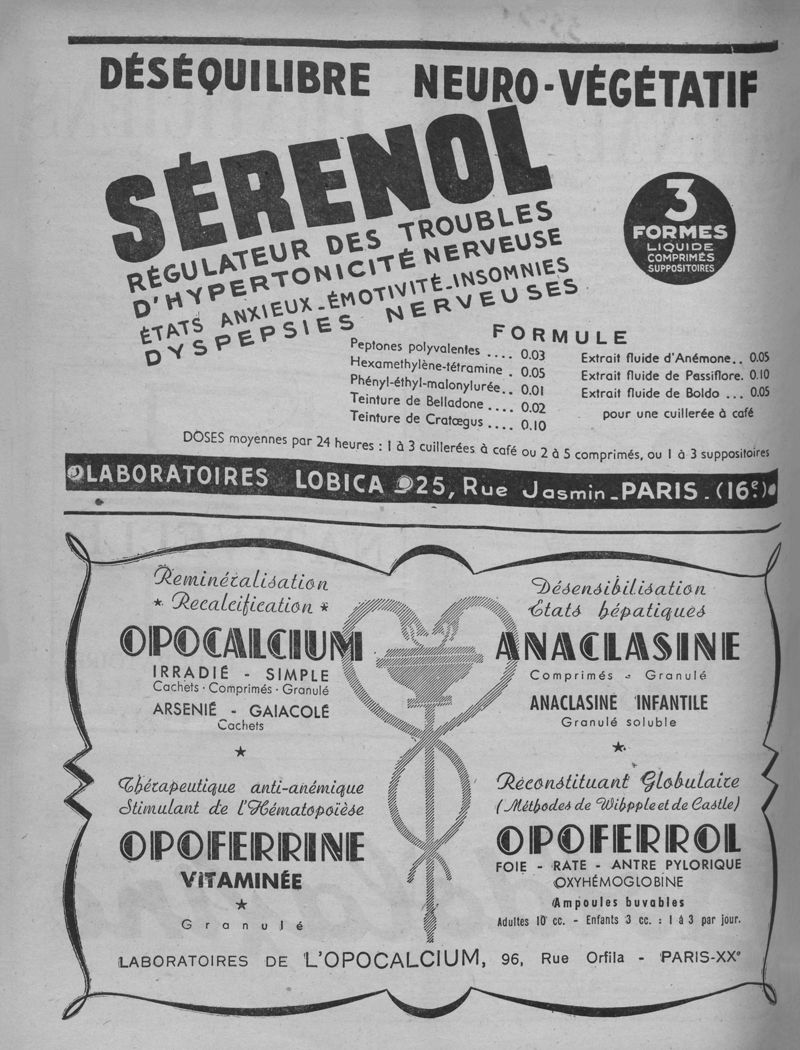 DÉSÉQUILIBRE NEURO-VÉGÉTATIF
SÉRENOL
RÉGULATEUR DES TROUBLES
D'HYPERTONICITÉ NERVEUSE
ÉTATS ANXIEUX_ÉMOTIVITÉ_INSOMNIES
DYSPEPSIES NERVEUSES
3
FORMES
LIQUIDE
COMPRIMÉS
SUPPOSITOIRES
FORMULE
Peptones polyvalentes .... 0.03
Hexamethylène-tétramine . 0.05
Phényl-éthyl-malonylurée.. 0.01
Teinture de Belladone .... 0.02
Teinture de Cratœgus .... 0.10
Extrait fluide d'Anémone.. 0.05
Extrait fluide de Passiflore. 0.10
Extrait fluide de Boldo ... 0.05
pour une cuillerée à café
DOSES moyennes par 24 heures : 1 à 3 cuillerées à café ou 2 à 5 comprimés, ou 1 à 3 suppositoires
LABORATOIRES LOBICA 25, Rue Jasmin_PARIS_(16e)
Reminéralisation
* Recalcification *
OPOCALCIUM
IRRADIÉ - SIMPLE
Cachets · Comprimés · Granulé
ARSENIÉ - GAIACOLÉ
Cachets
★
Thérapeutique anti-anémique
Stimulant de l'Hématopoïèse
OPOFERRINE
VITAMINÉE
★
Granulé
Désensibilisation
États hépatiques
ANACLASINE
Comprimés - Granulé
ANACLASINE INFANTILE
Granulé soluble
★
Réconstituant Globulaire
(Méthodes de Wibpple et de Castle)
OPOFERROL
FOIE - RATE - ANTRE PYLORIQUE
OXYHÉMOGLOBINE
Ampoules buvables
Adultes 10 cc. - Enfants 3 cc. : 1 à 3 par jour.
LABORATOIRES DE L'OPOCALCIUM, 96, Rue Orfila - PARIS-XXe